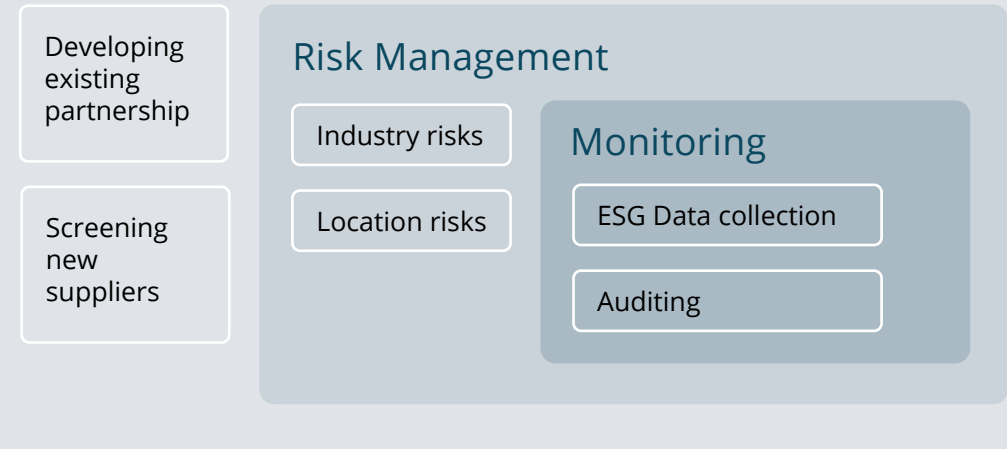 Developing
existing
partnership
Screening
new
suppliers
Risk Management
Industry risks
Location risks
Monitoring
ESG Data collection
Auditing